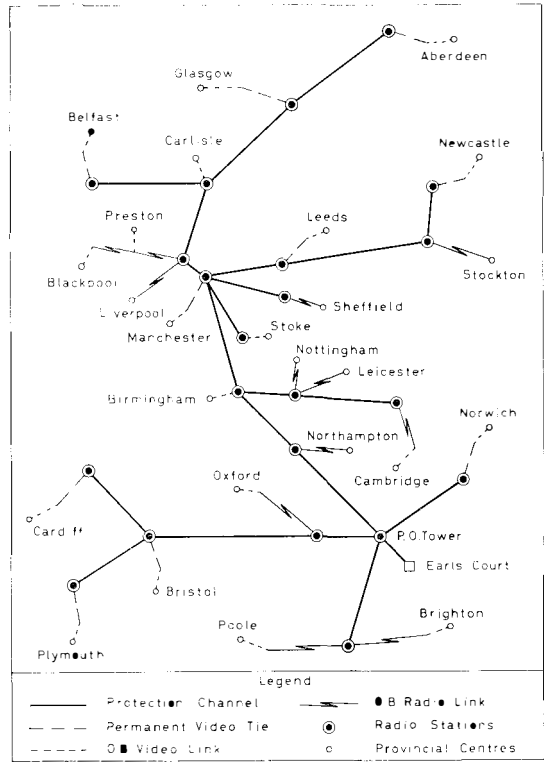 Aberdeen
Glasgow
Belfast
Carlisle
Newcastle
Preston
Leeds
Blackpool
Stockton
Liverpool
Sheffield
Manchester
Stoke
Nottingham
Leicester
Birmingham
Norwich
Northampton
Oxford
Cambridge
Cardiff
P.O.Tower
Earls Court
Bristol
Poole
Brighton
Plymouth
Legend
Protection Channel
OB Radio Link
Permanent Video Tie
Radio Stations
OB Video Link
Provincial Centres